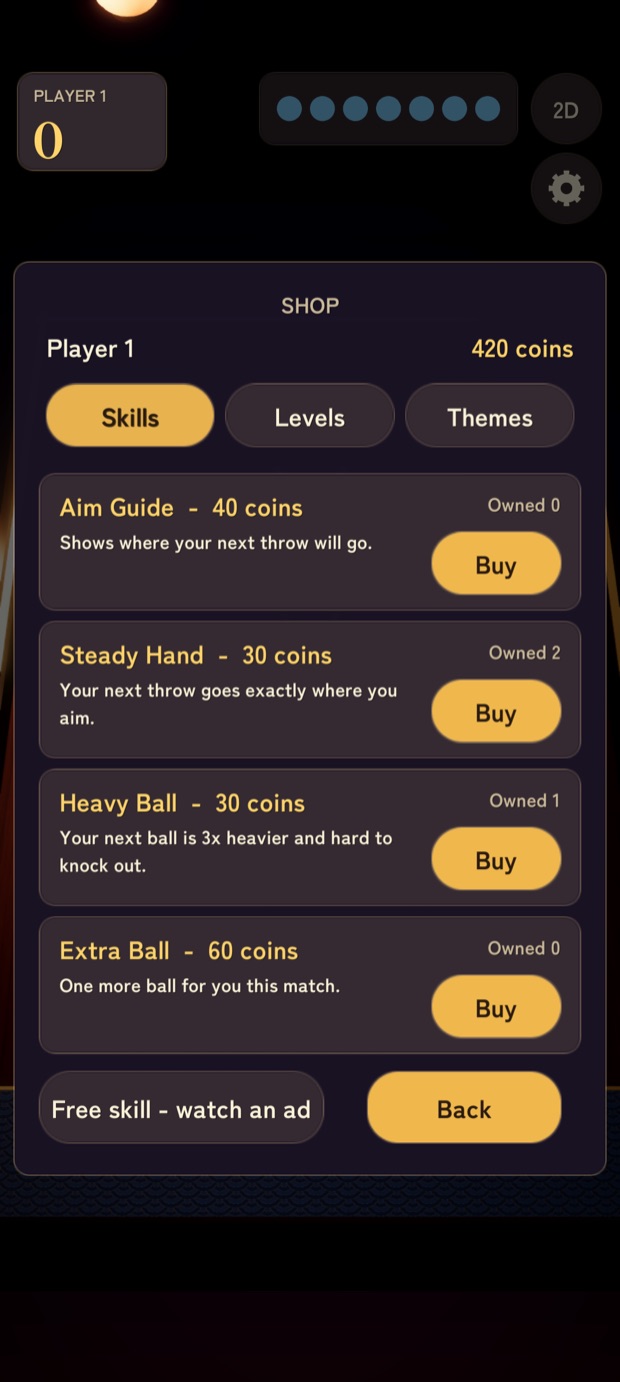 PLAYER 1
0
2D
SHOP
Player 1
420 coins
Skills
Levels
Themes
Aim Guide - 40 coins
Owned 0
Shows where your next throw will go.
Buy
Steady Hand - 30 coins
Owned 2
Your next throw goes exactly where you
aim.
Buy
Heavy Ball - 30 coins
Owned 1
Your next ball is 3x heavier and hard to
knock out.
Buy
Extra Ball - 60 coins
Owned 0
One more ball for you this match.
Buy
Free skill - watch an ad
Back